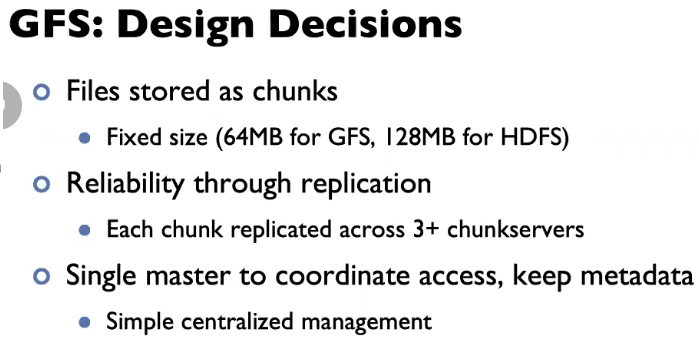 GFS: Design Decisions
Files stored as chunks
Fixed size (64MB for GFS, 128MB for HDFS)
Reliability through replication
Each chunk replicated across 3+ chunkservers
Single master to coordinate access, keep metadata
Simple centralized management